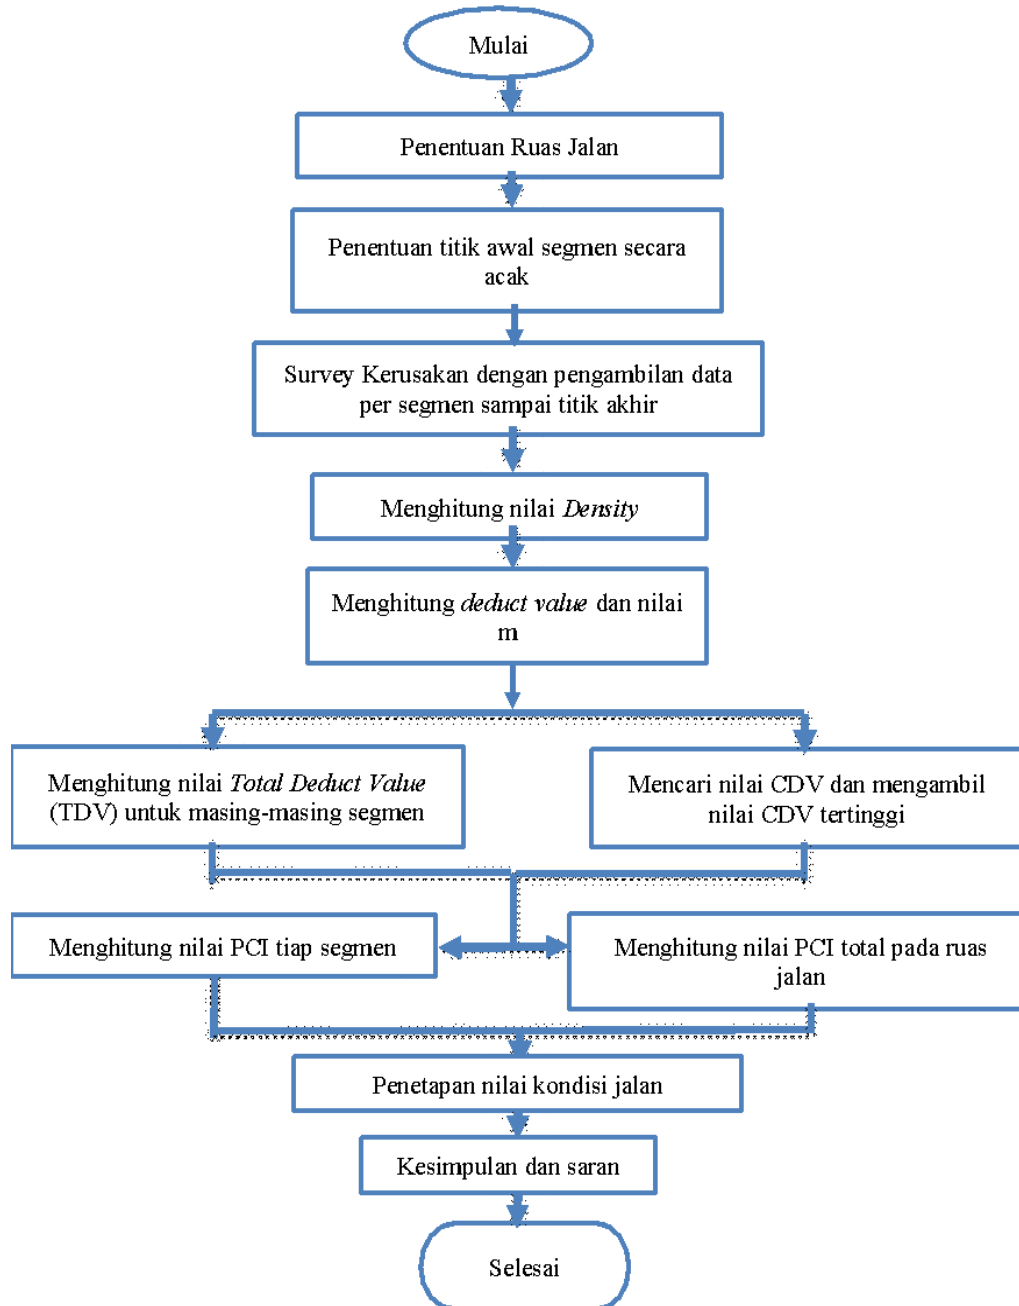 Mulai
Penentuan Ruas Jalan
Penentuan titik awal segmen secara
acak
Survey Kerusakan dengan pengambilan data
per segmen sampai titik akhir
Menghitung nilai Density
Menghitung deduct value dan nilai
m
Menghitung nilai Total Deduct Value
(TDV) untuk masing-masing segmen
Mencari nilai CDV dan mengambil
nilai CDV tertinggi
Menghitung nilai PCI tiap segmen
Menghitung nilai PCI total pada ruas
jalan
Penetapan nilai kondisi jalan
Kesimpulan dan saran
Selesai